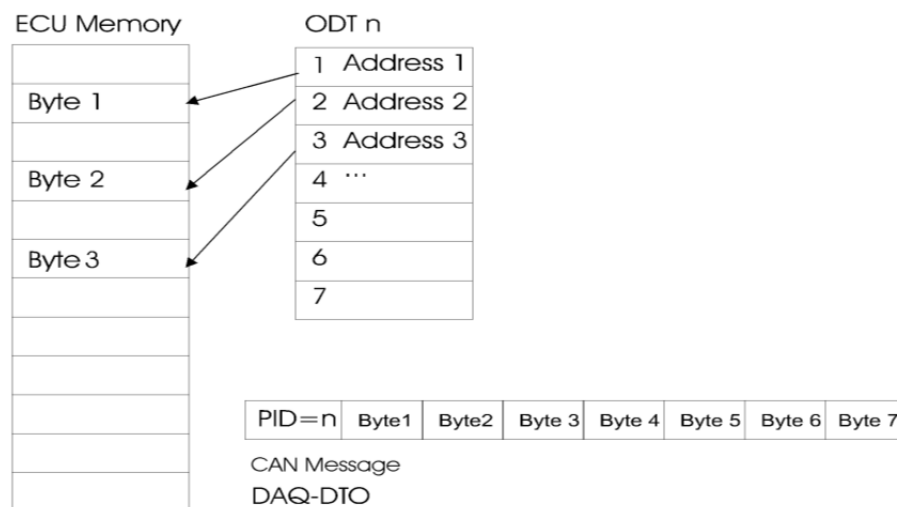 ECU Memory
ODT n
1 Address 1
Byte 1
2 Address 2
3 Address 3
Byte 2
4 ...
5
Byte 3
6
7
PID=n Byte1 Byte2 Byte 3 Byte 4 Byte 5 Byte 6 Byte 7
CAN Message
DAQ-DTO